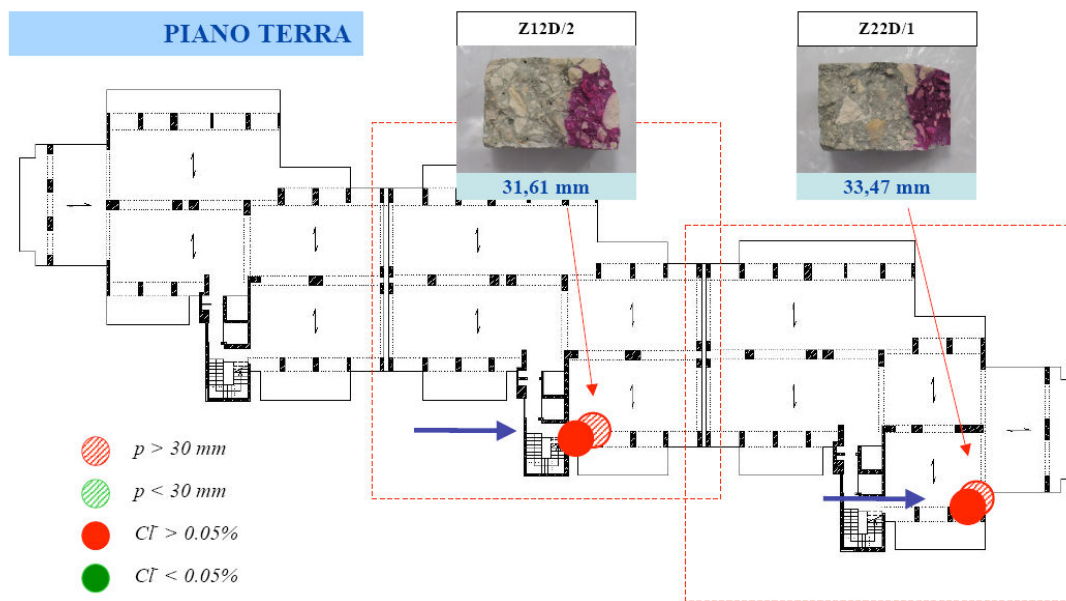 PIANO TERRA
Z12D/2
Z22D/1
31,61 mm
33,47 mm
p > 30 mm
p < 30 mm
Cl⁻ > 0.05%
Cl⁻ < 0.05%